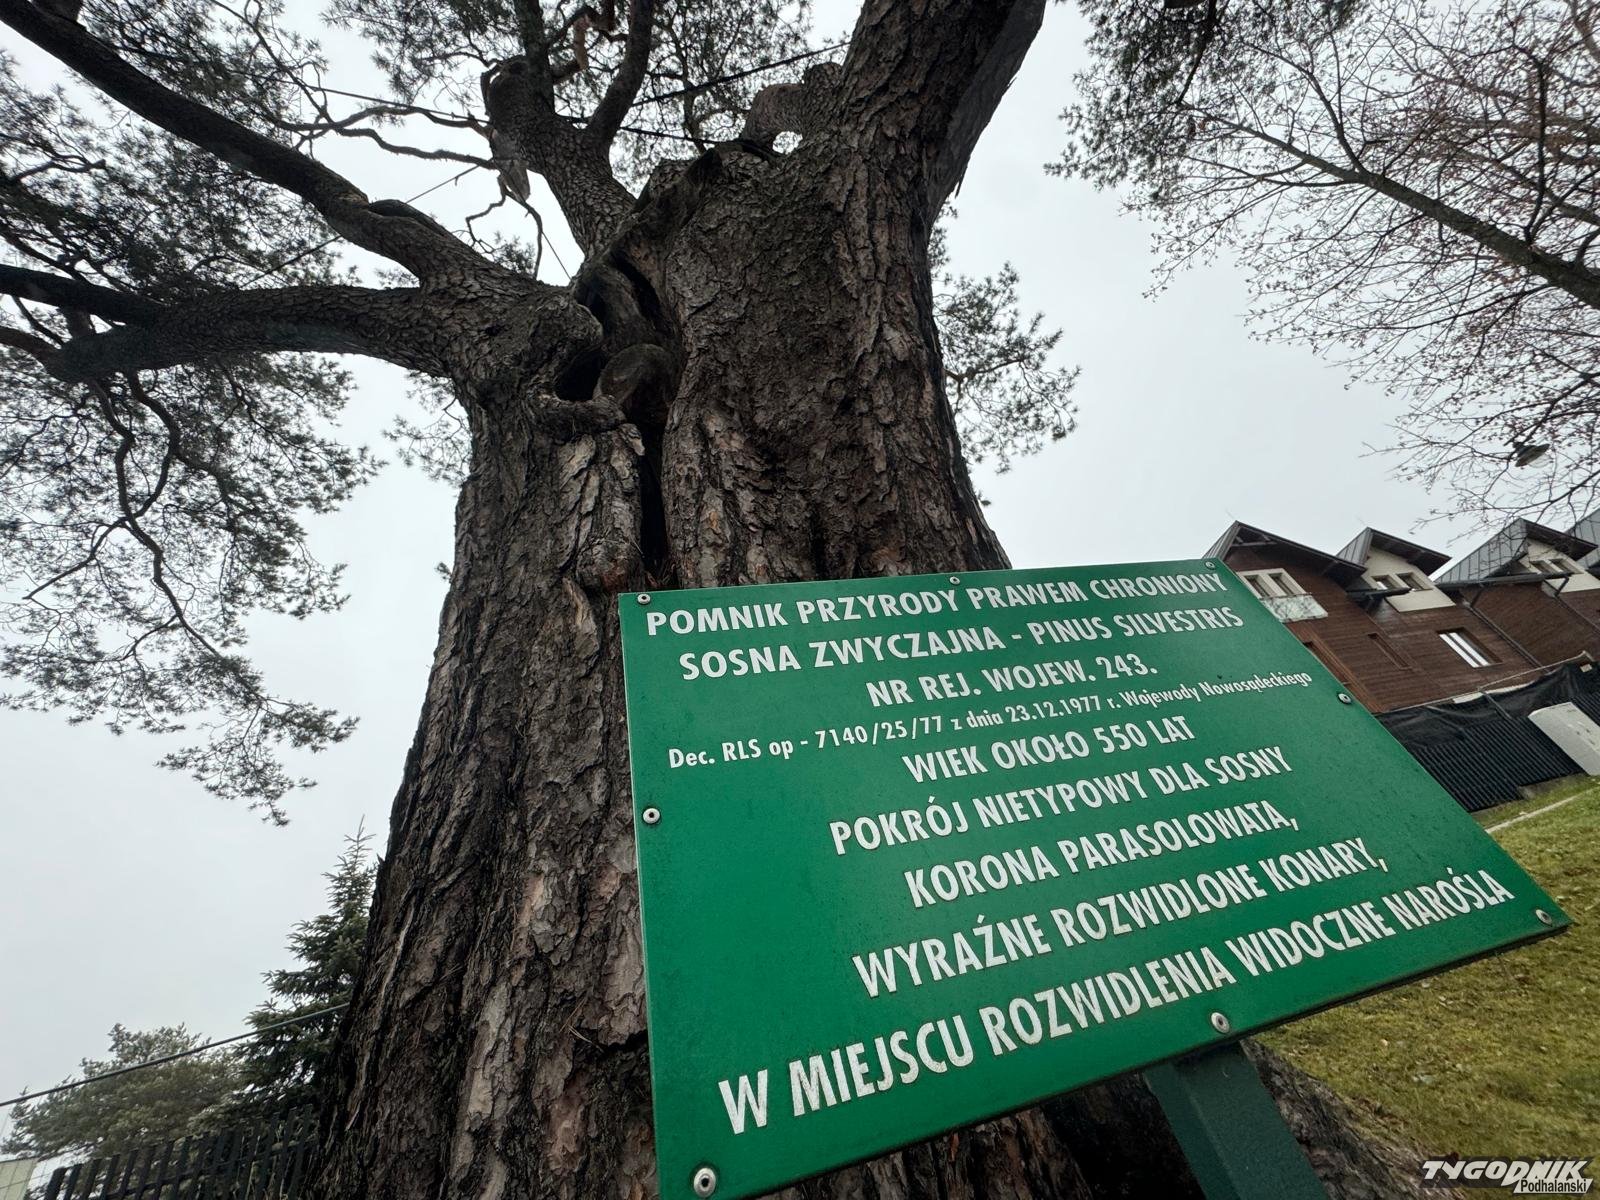 POMNIK PRZYRODY PRAWEM CHRONIONY
SOSNA ZWYCZAJNA - PINUS SILVESTRIS
NR REJ. WOJEW. 243.
Dec. RLS op - 7140/25/77 z dnia 23.12.1977 r. Wojewody Nowosądeckiego
WIEK OKOŁO 550 LAT
POKRÓJ NIETYPOWY DLA SOSNY
KORONA PARASOLOWATA,
WYRAŹNE ROZWIDLONE KONARY,
W MIEJSCU ROZWIDLENIA WIDOCZNE NAROŚLA
TYGODNIK
Podhalański